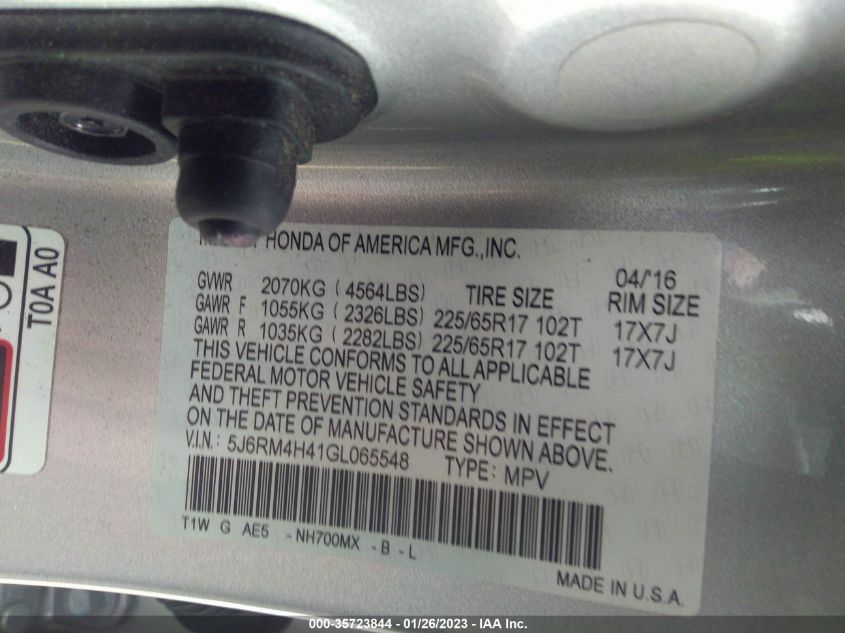 HONDA OF AMERICA MFG.,INC.
04/'16
GVWR 2070KG ( 4564LBS) TIRE SIZE RIM SIZE
GAWR F 1055KG ( 2326LBS) 225/65R17 102T 17X7J
GAWR R 1035KG ( 2282LBS) 225/65R17 102T 17X7J
THIS VEHICLE CONFORMS TO ALL APPLICABLE
FEDERAL MOTOR VEHICLE SAFETY
AND THEFT PREVENTION STANDARDS IN EFFECT
ON THE DATE OF MANUFACTURE SHOWN ABOVE.
V.I.N.: 5J6RM4H41GL065548 TYPE: MPV
T1W G AE5 -NH700MX -B-L
MADE IN U.S.A.
T0A A0
000-35723844 - 01/26/2023 - IAA Inc.